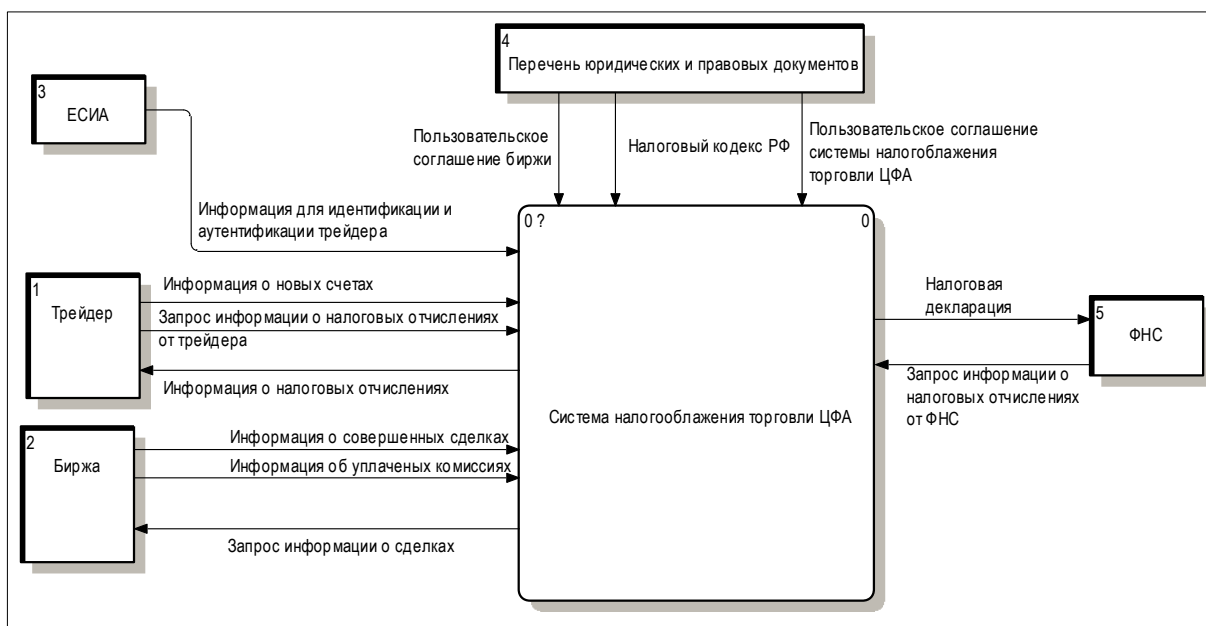 4
Перечень юридических и правовых документов
3
ЕСИА
Пользовательское
соглашение биржи
Налоговый кодекс РФ
Пользовательское соглашение
системы налогоблажения
торговли ЦФА
Информация для идентификации и
аутентификации трейдера
0 ?
0
1
Трейдер
Информация о новых счетах
Запрос информации о налоговых отчислениях
от трейдера
Информация о налоговых отчислениях
Налоговая
декларация
5
ФНС
Запрос информации о
налоговых отчислениях
от ФНС
Система налогооблажения торговли ЦФА
2
Биржа
Информация о совершенных сделках
Информация об уплаченых комиссиях
Запрос информации о сделках